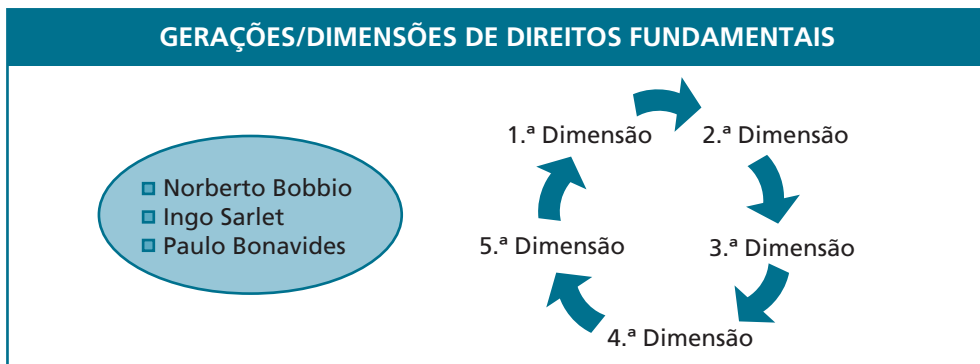 GERAÇÕES/DIMENSÕES DE DIREITOS FUNDAMENTAIS
Norberto Bobbio
Ingo Sarlet
Paulo Bonavides
1.ª Dimensão
2.ª Dimensão
3.ª Dimensão
4.ª Dimensão
5.ª Dimensão